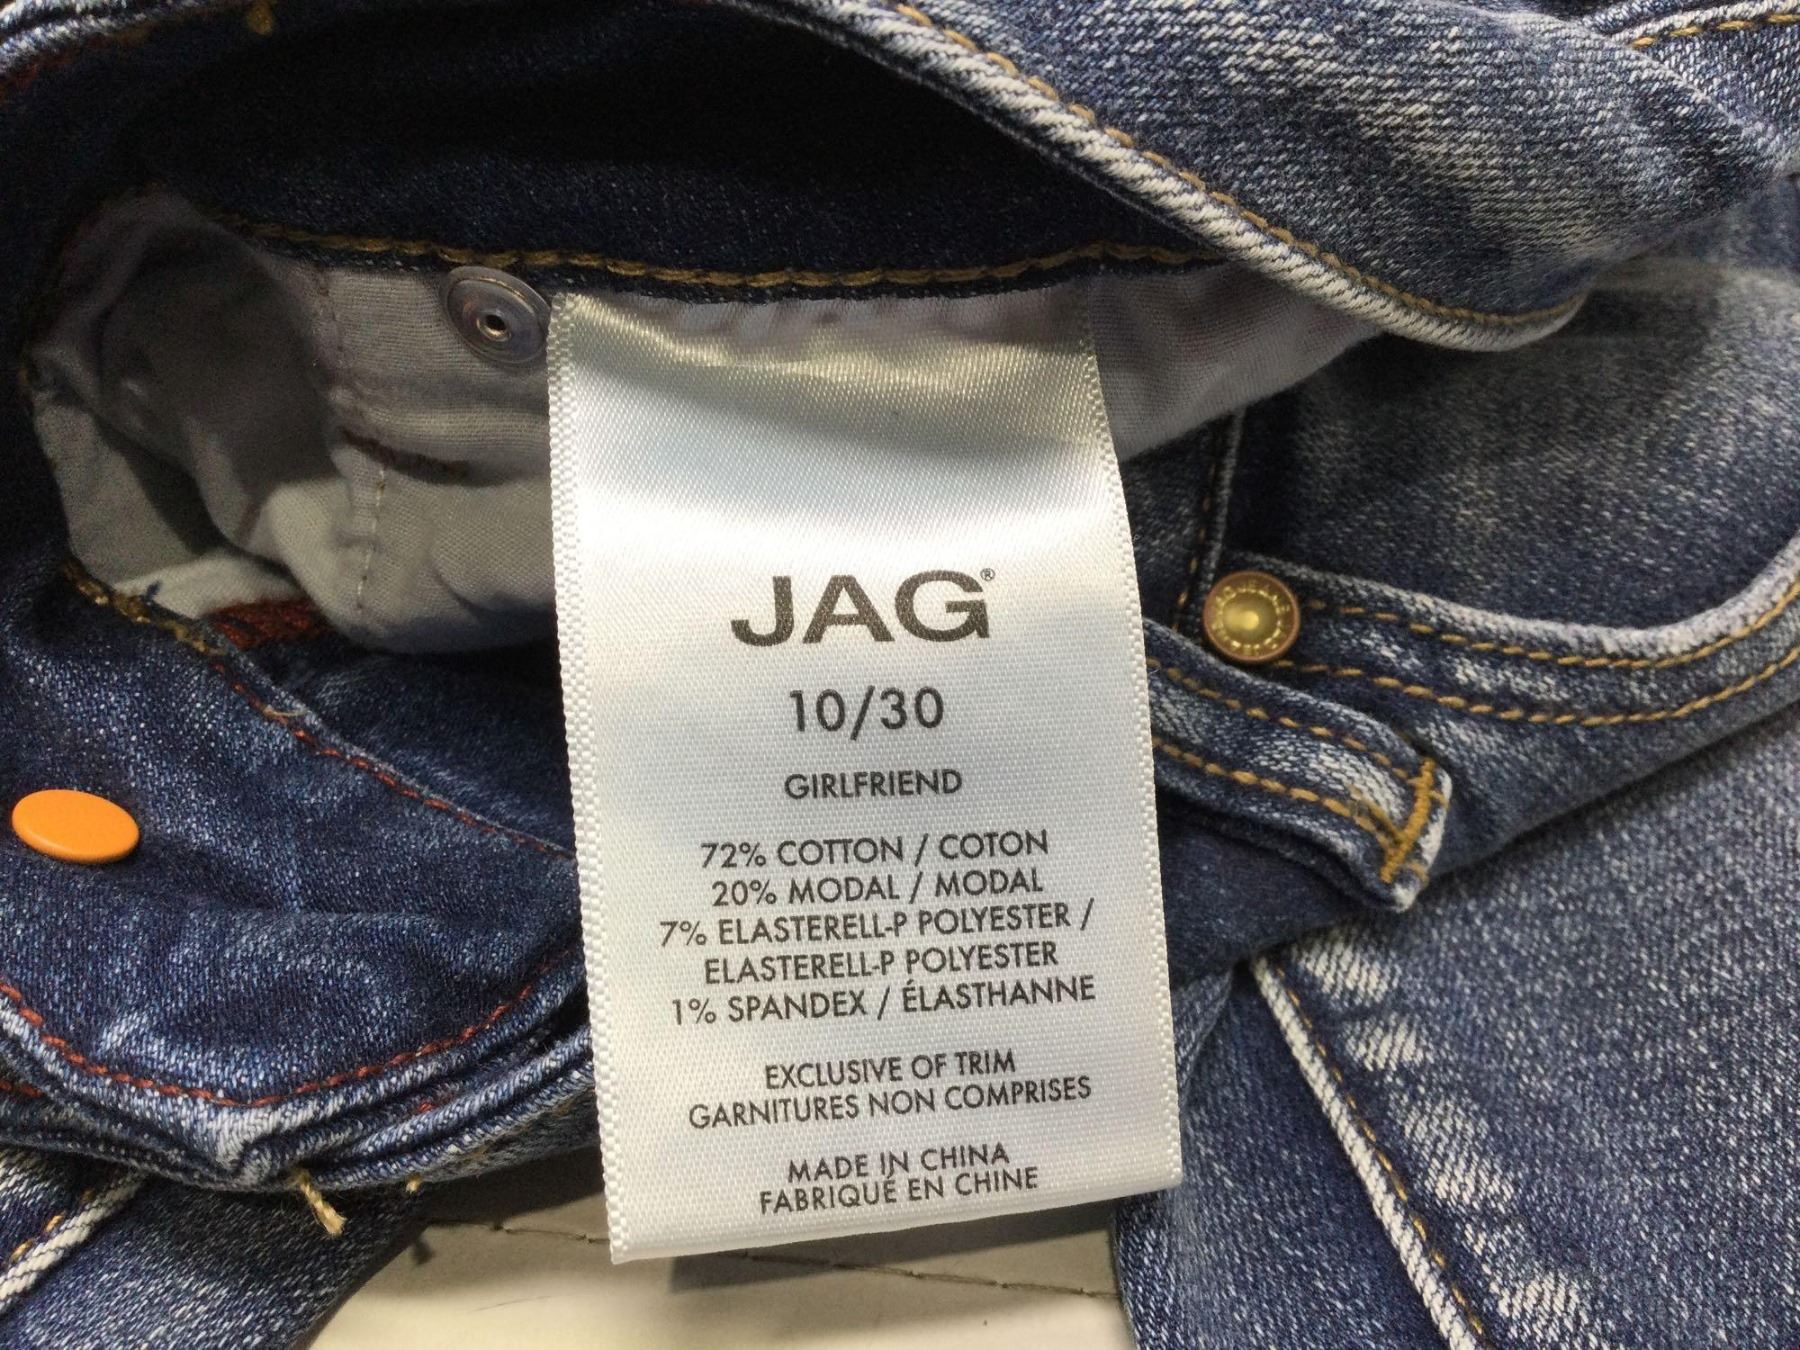 JAG®
10/30
GIRLFRIEND
72% COTTON / COTON
20% MODAL / MODAL
7% ELASTERELL-P POLYESTER /
ELASTERELL-P POLYESTER
1% SPANDEX / ÉLASTHANNE
EXCLUSIVE OF TRIM
GARNITURES NON COMPRISES
MADE IN CHINA
FABRIQUÉ EN CHINE